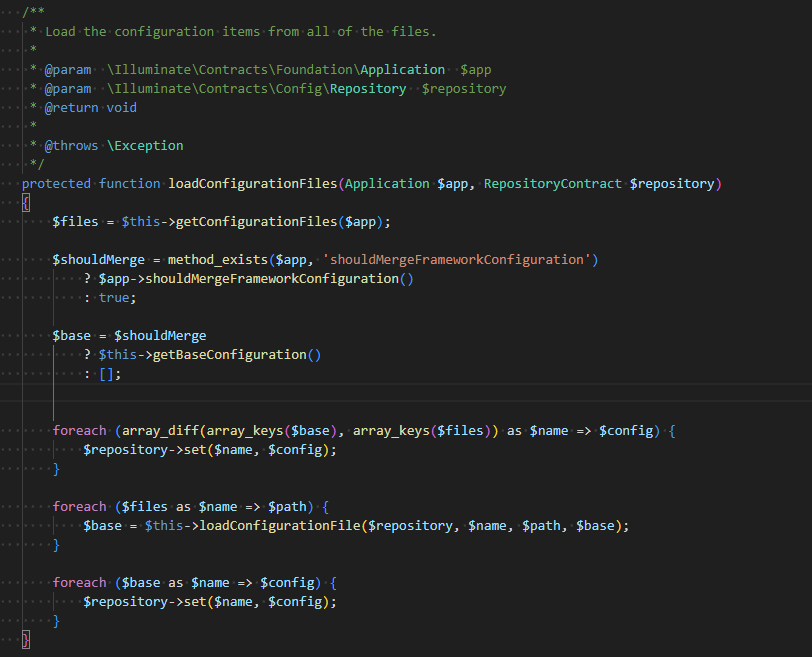 /**
 * Load the configuration items from all of the files.
 *
 * @param  \Illuminate\Contracts\Foundation\Application  $app
 * @param  \Illuminate\Contracts\Config\Repository  $repository
 * @return void
 *
 * @throws \Exception
 */
protected function loadConfigurationFiles(Application $app, RepositoryContract $repository)
{
    $files = $this->getConfigurationFiles($app);

    $shouldMerge = method_exists($app, 'shouldMergeFrameworkConfiguration')
        ? $app->shouldMergeFrameworkConfiguration()
        : true;

    $base = $shouldMerge
        ? $this->getBaseConfiguration()
        : [];


    foreach (array_diff(array_keys($base), array_keys($files)) as $name => $config) {
        $repository->set($name, $config);
    }

    foreach ($files as $name => $path) {
        $base = $this->loadConfigurationFile($repository, $name, $path, $base);
    }

    foreach ($base as $name => $config) {
        $repository->set($name, $config);
    }
}